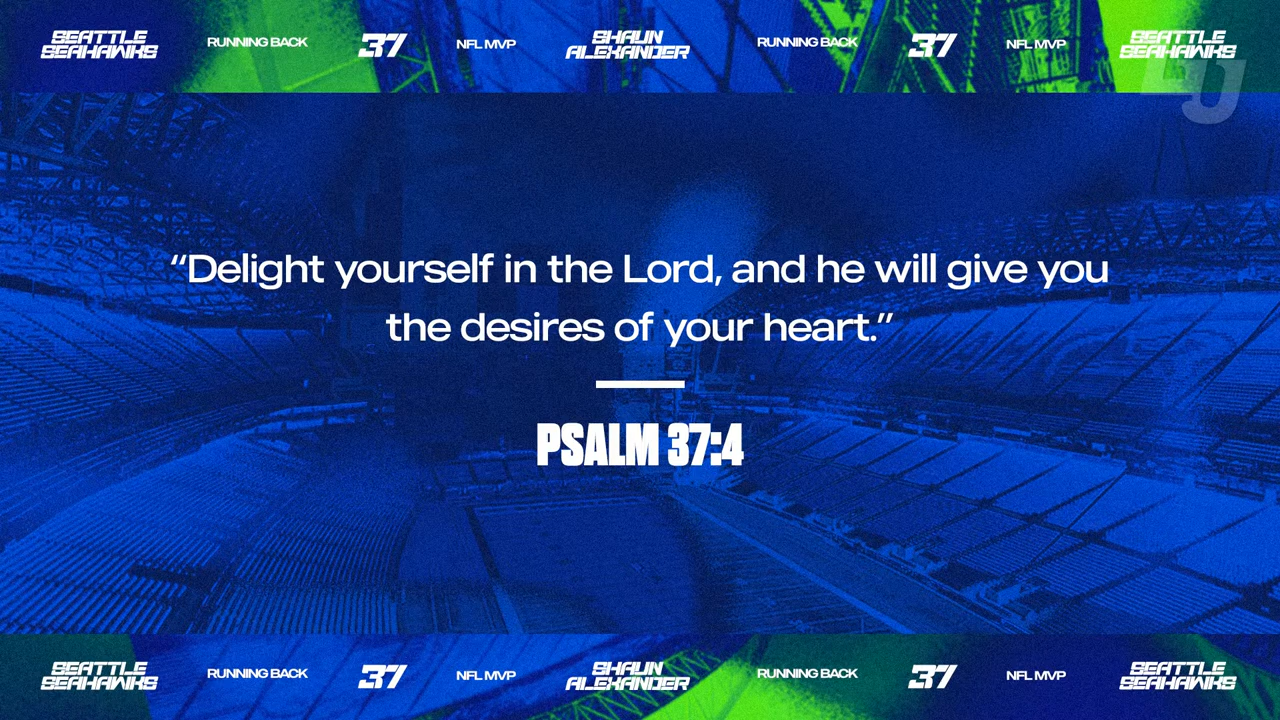 SEATTLE SEAHAWKS RUNNING BACK 37 NFL MVP SHAUN ALEXANDER RUNNING BACK 37 NFL MVP SEATTLE SEAHAWKS
“Delight yourself in the Lord, and he will give you
the desires of your heart.”
PSALM 37:4
SEATTLE SEAHAWKS RUNNING BACK 37 NFL MVP SHAUN ALEXANDER RUNNING BACK 37 NFL MVP SEATTLE SEAHAWKS